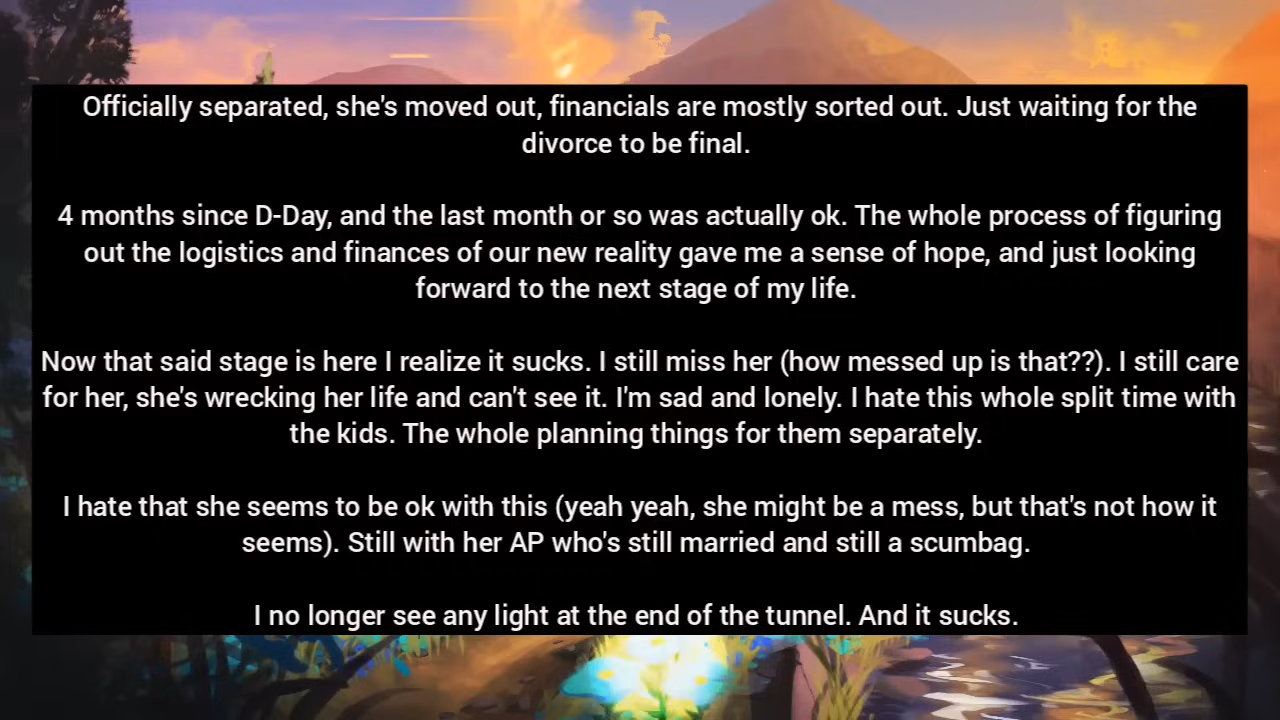 Officially separated, she's moved out, financials are mostly sorted out. Just waiting for the
divorce to be final.
4 months since D-Day, and the last month or so was actually ok. The whole process of figuring
out the logistics and finances of our new reality gave me a sense of hope, and just looking
forward to the next stage of my life.
Now that said stage is here I realize it sucks. I still miss her (how messed up is that??). I still care
for her, she's wrecking her life and can't see it. I'm sad and lonely. I hate this whole split time with
the kids. The whole planning things for them separately.
I hate that she seems to be ok with this (yeah yeah, she might be a mess, but that's not how it
seems). Still with her AP who's still married and still a scumbag.
I no longer see any light at the end of the tunnel. And it sucks.